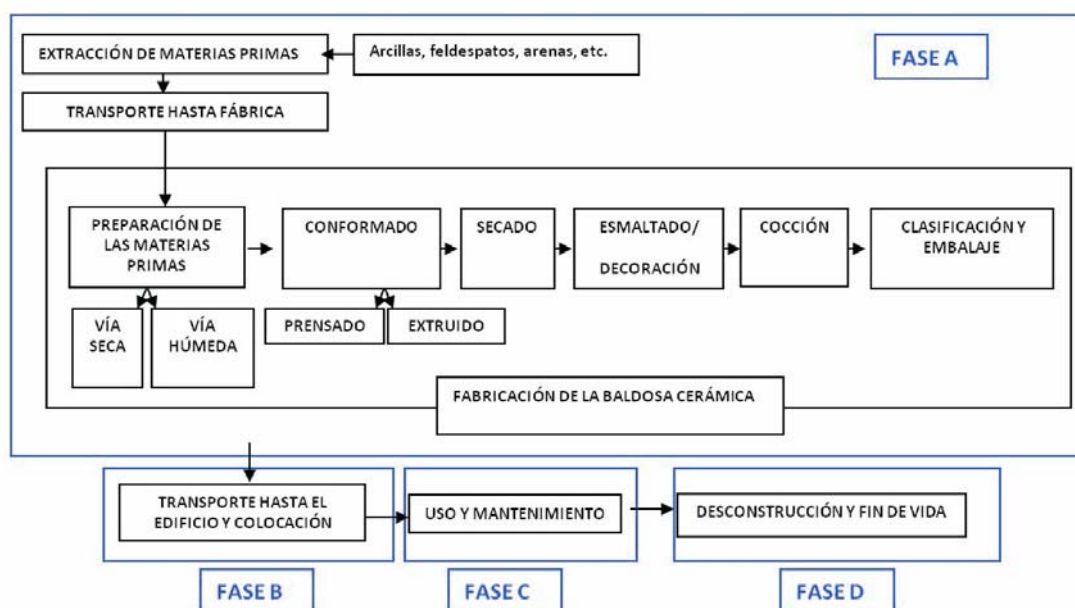 EXTRACCIÓN DE MATERIAS PRIMAS
Arcillas, feldespatos, arenas, etc.
FASE A
TRANSPORTE HASTA FÁBRICA
PREPARACIÓN DE
LAS MATERIAS
PRIMAS
CONFORMADO
SECADO
ESMALTADO/
DECORACIÓN
COCCIÓN
CLASIFICACIÓN Y
EMBALAJE
VÍA
SECA
VÍA
HÚMEDA
PRENSADO
EXTRUIDO
FABRICACIÓN DE LA BALDOSA CERÁMICA
TRANSPORTE HASTA EL
EDIFICIO Y COLOCACIÓN
USO Y MANTENIMIENTO
DESCONSTRUCCIÓN Y FIN DE VIDA
FASE B
FASE C
FASE D